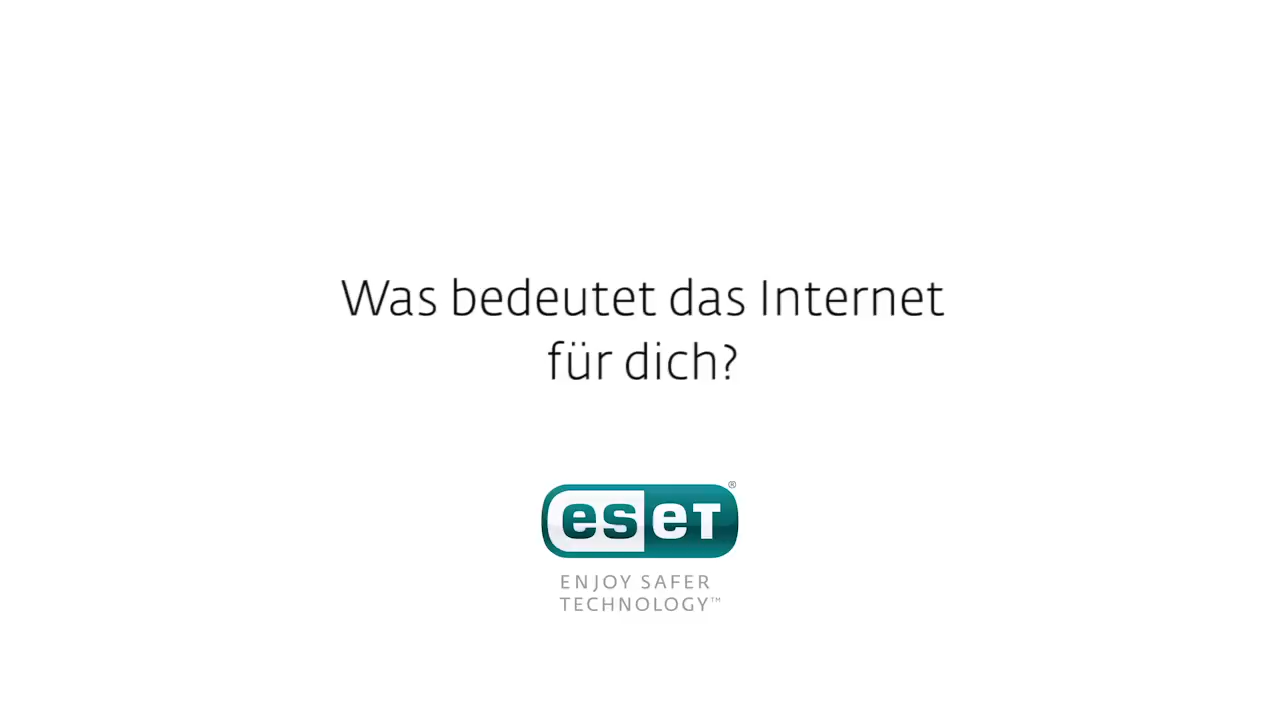 Was bedeutet das Internet
für dich?
eset®
ENJOY SAFER
TECHNOLOGY™